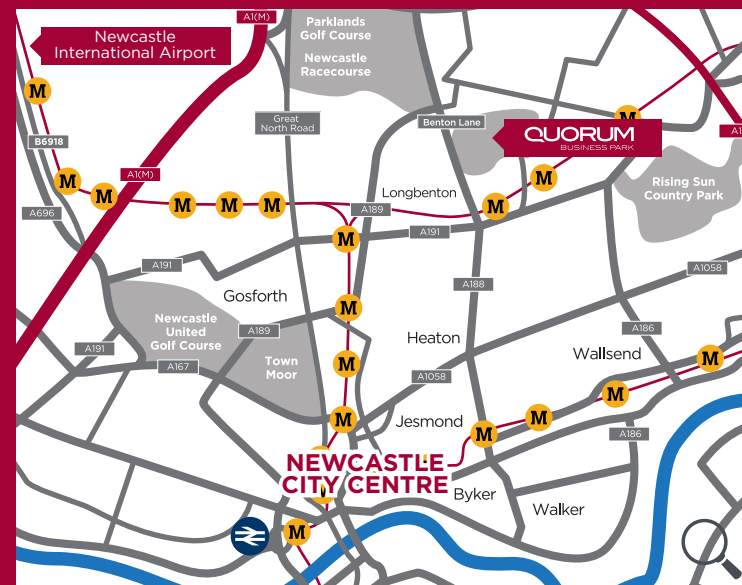 A1(M)
Parklands
Golf Course
Newcastle
Racecourse
Newcastle
International Airport
M
Great
North Road
Benton Lane
QUORUM
BUSINESS PARK
M
A1
B6918
A1(M)
M
M
M
M
M
Longbenton
M
M
Rising Sun
Country Park
A696
A189
M
A191
A191
A1058
Gosforth
A188
M
Newcastle
United
Golf Course
A189
Heaton
A186
A191
A167
Town
Moor
M
A1058
Wallsend
M
M
M
Jesmond
M
M
A186
NEWCASTLE
CITY CENTRE
Byker
Walker
M